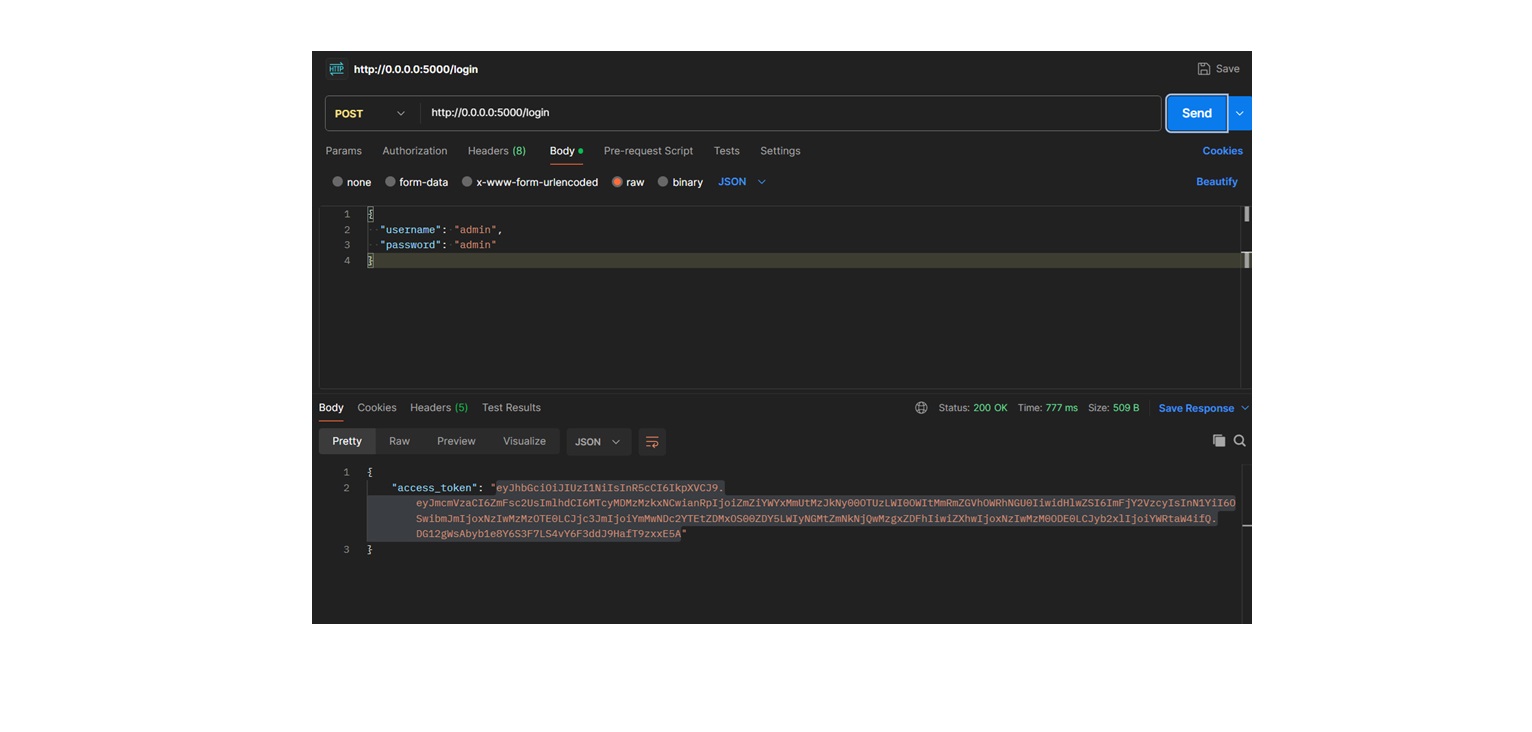 HTTP http://0.0.0.0:5000/login Save
POST http://0.0.0.0:5000/login Send
Params Authorization Headers (8) Body Pre-request Script Tests Settings Cookies
none form-data x-www-form-urlencoded raw binary JSON Beautify
1 {
2 "username": "admin",
3 "password": "admin"
4 }
Body Cookies Headers (5) Test Results Status: 200 OK Time: 777 ms Size: 509 B Save Response
Pretty Raw Preview Visualize JSON
1 {
2 "access_token": "eyJhbGciOiJIUzI1NiIsInR5cCI6IkpXVCJ9.
eyJmcmVzaCI6ZmFsc2UsImlhdCI6MTcyMDMzMzkxNCwianRpIjoiZmZiYWYxMmUtMzJkNy00OTUzLWI0OWItMmRmZGVhOWRhNGU0IiwidHlwZSI6ImFjY2VzcyIsInN1YiI6O
SwibmJmIjoxNzIwMzMzOTE0LCJjc3JmIjoiYmMwNDc2YTEtZDMxOS00ZDY5LWIyNGMtZmNkNjQwMzgxZDFhIiwiZXhwIjoxNzIwMzM0ODE0LCJyb2xlIjoiYWRtaW4ifQ.
DG12gWsAbyb1e8Y6S3F7LS4vY6F3ddJ9HafT9zxxE5A"
3 }